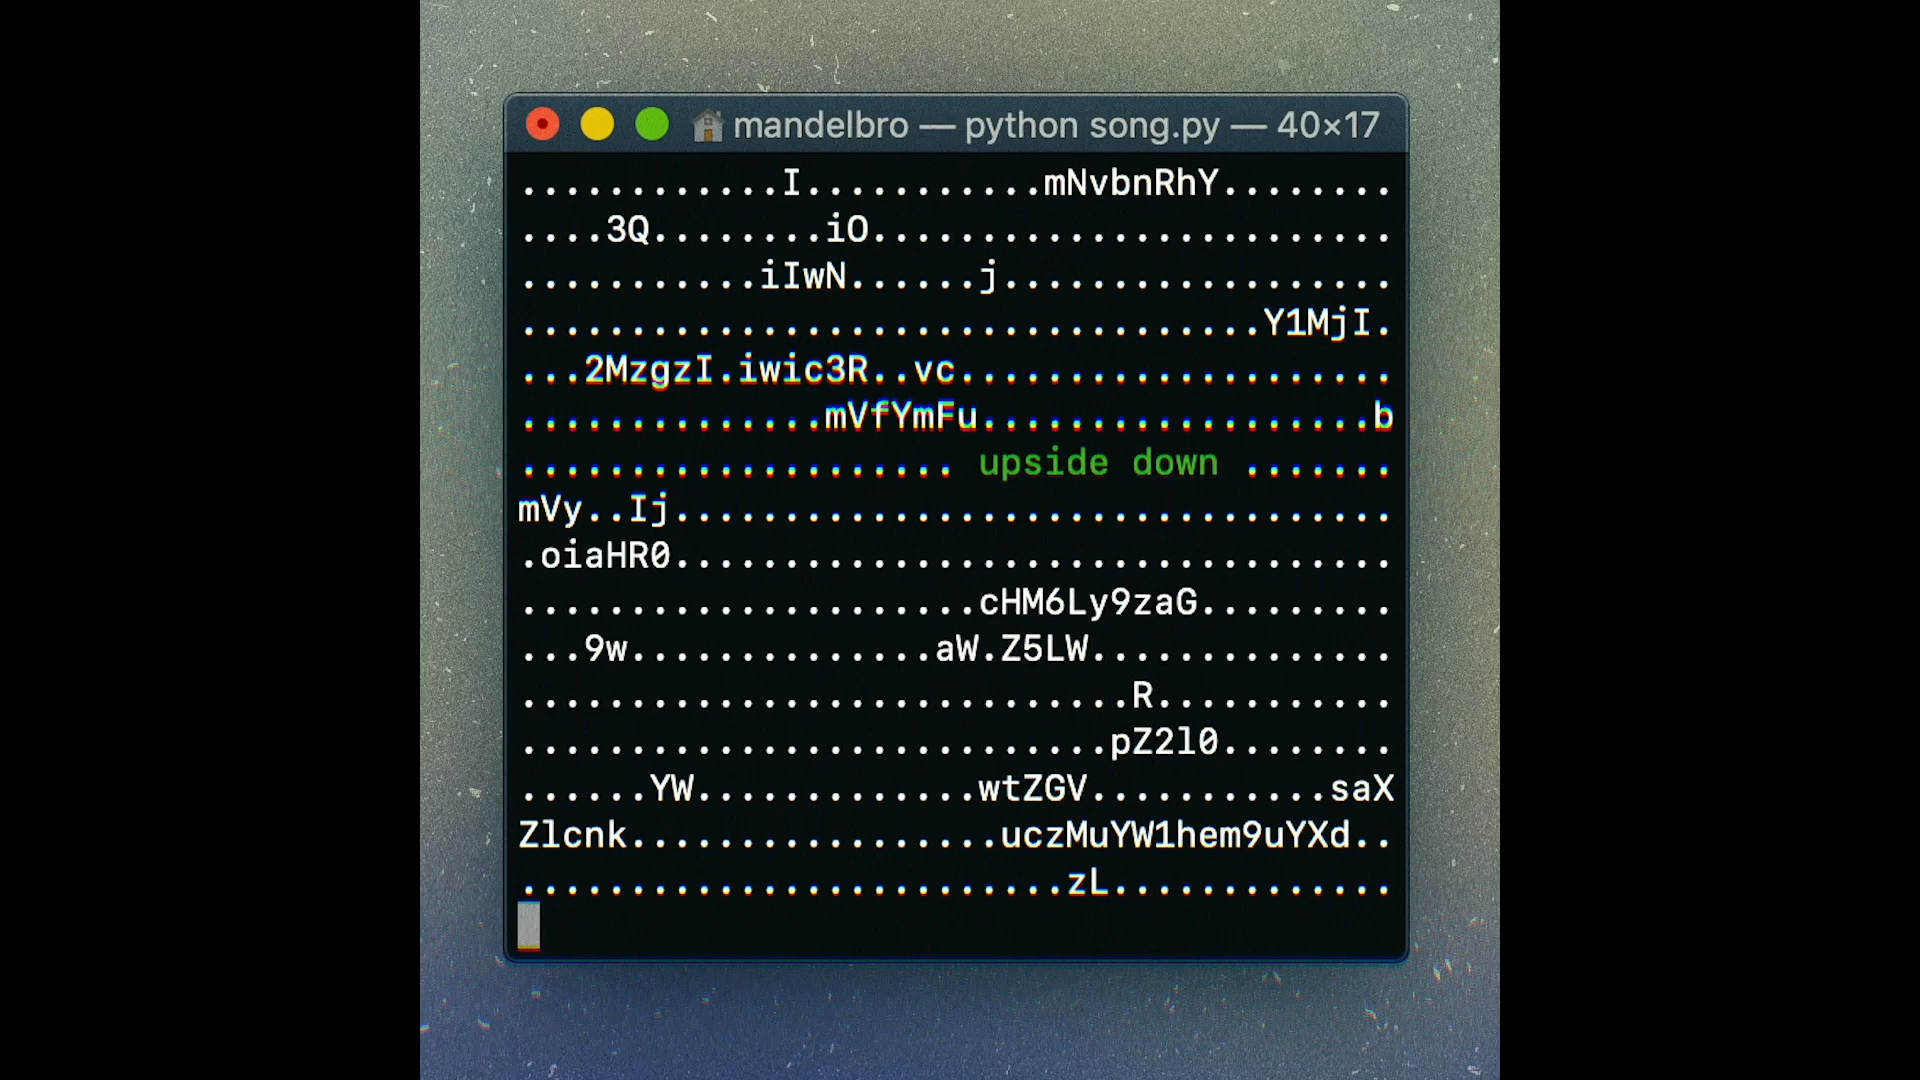 mandelbro — python song.py — 40×17
............I...........mNvbnRhY........
....3Q........iO........................
...........iIwN......j..................
..................................Y1MjI.
...2MzgzI.iwic3R..vc....................
..............mVfYmFu..................b
.................... upside down .......
mVy..Ij.................................
.oiaHR0.................................
.....................cHM6Ly9zaG.........
...9w..............aW.Z5LW..............
............................R...........
...........................pZ2l0........
......YW.............wtZGV...........saX
Zlcnk.................uczMuYW1hem9uYXd..
.........................zL.............